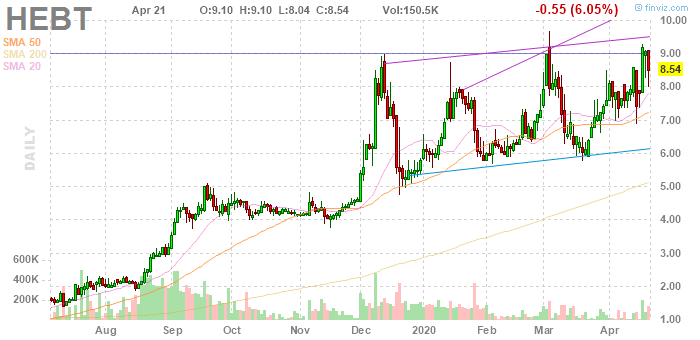 HEBT Apr 21 O:9.10 H:9.10 L:8.04 C:8.54 Vol:150.5K -0.55 (6.05%) © finviz.com
SMA 50
SMA 200
SMA 20
DAILY
10.00
9.00
8.54
8.00
7.00
6.00
5.00
4.00
3.00
2.00
1.00
600K
400K
200K
Aug Sep Oct Nov Dec 2020 Feb Mar Apr